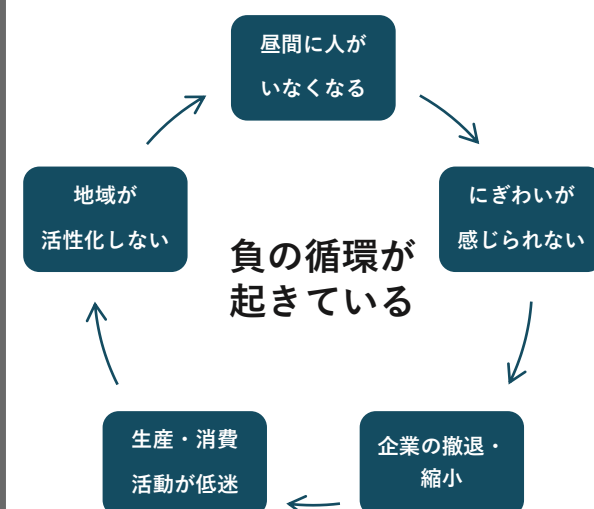 昼間に人が
いなくなる
にぎわいが
感じられない
企業の撤退・
縮小
生産・消費
活動が低迷
地域が
活性化しない
負の循環が
起きている